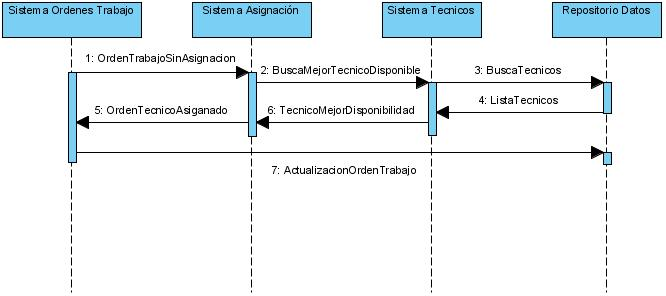 Sistema Ordenes Trabajo
Sistema Asignación
Sistema Tecnicos
Repositorio Datos
1: OrdenTrabajoSinAsignacion
2: BuscaMejorTecnicoDisponible
3: BuscaTecnicos
4: ListaTecnicos
5: OrdenTecnicoAsiganado
6: TecnicoMejorDisponibilidad
7: ActualizacionOrdenTrabajo